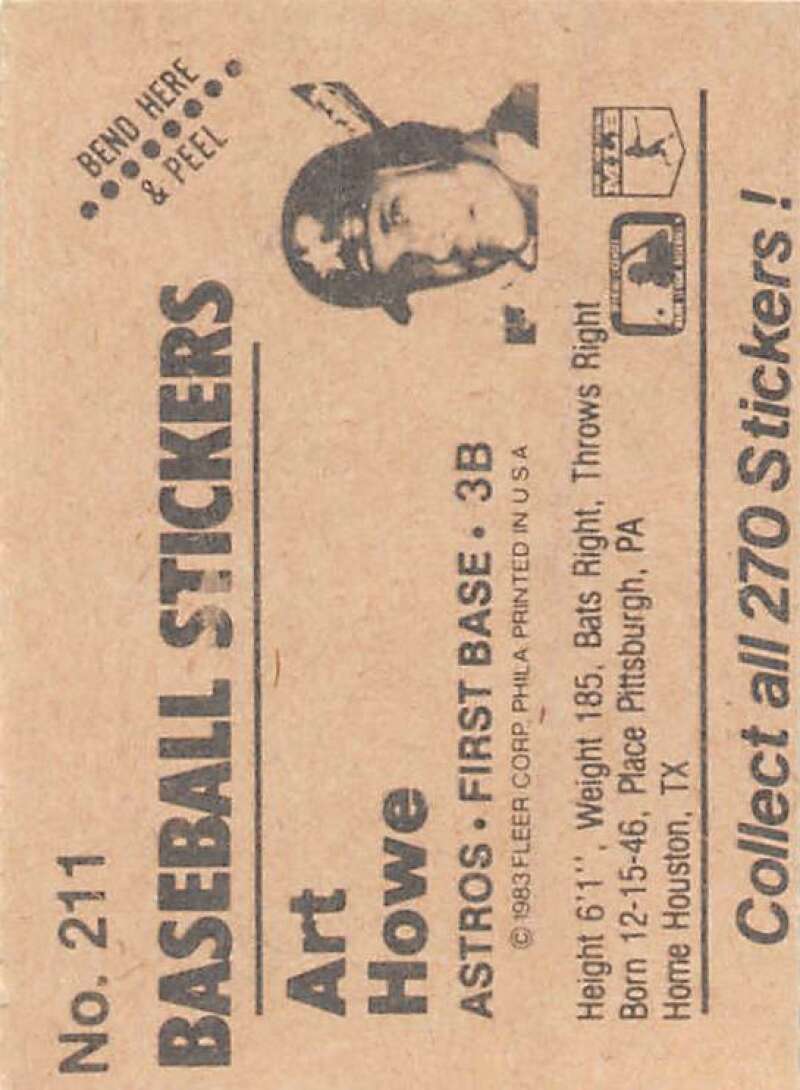 No. 211
BEND HERE
& PEEL
BASEBALL STICKERS
Art
Howe
ASTROS • FIRST BASE • 3B
© 1983 FLEER CORP. PHILA. PRINTED IN U S A
Height 6'1'', Weight 185, Bats Right, Throws Right
Born 12-15-46, Place Pittsburgh, PA
Home Houston, TX
Collect all 270 Stickers!